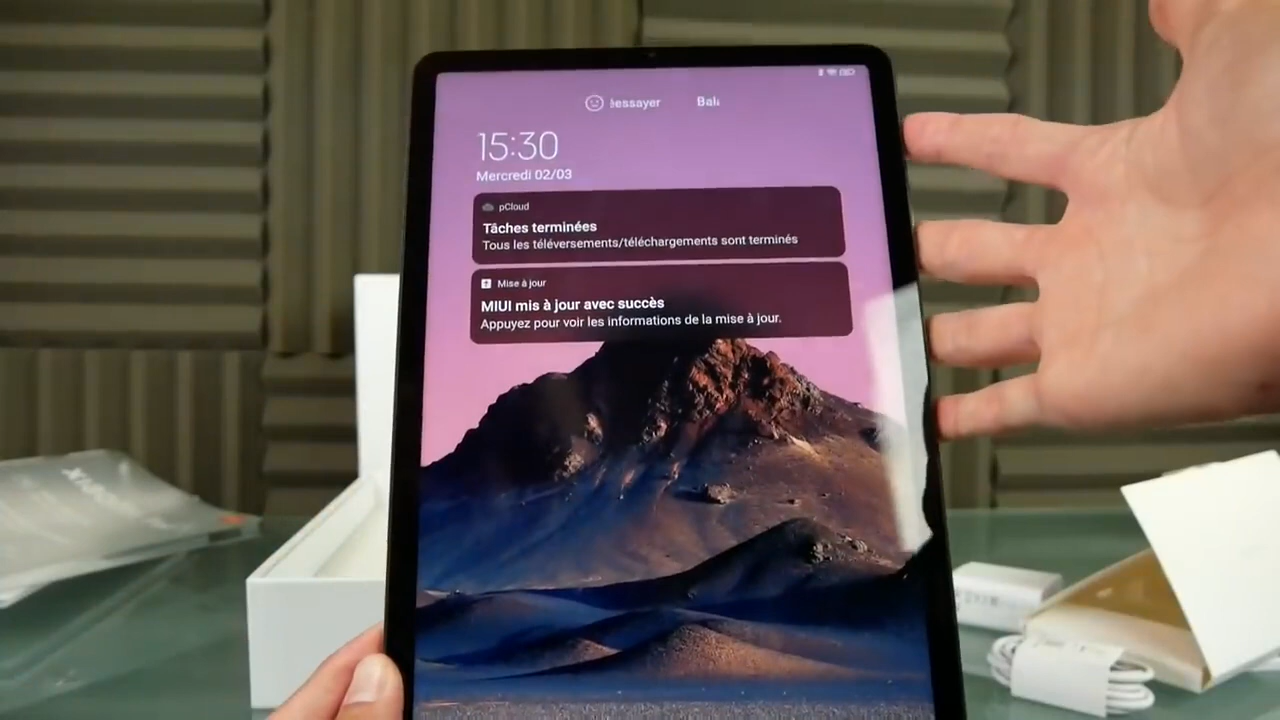 15:30
Mercredi 02/03
pCloud
Tâches terminées
Tous les téléversements/téléchargements sont terminés
Mise à jour
MIUI mis à jour avec succès
Appuyez pour voir les informations de la mise à jour.